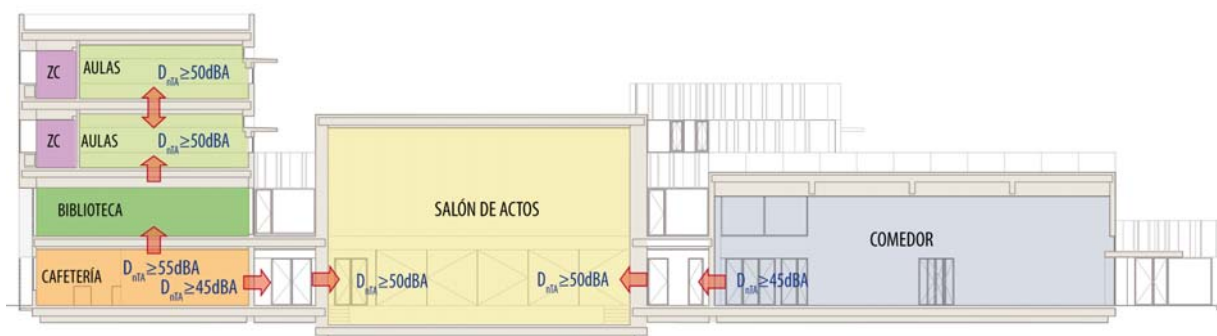 ZC
AULAS
DnTA≥50dBA
ZC
AULAS
DnTA≥50dBA
BIBLIOTECA
SALÓN DE ACTOS
COMEDOR
CAFETERÍA
DnTA≥55dBA
DnTA≥45dBA
DnTA≥50dBA
DnTA≥50dBA
DnTA≥45dBA